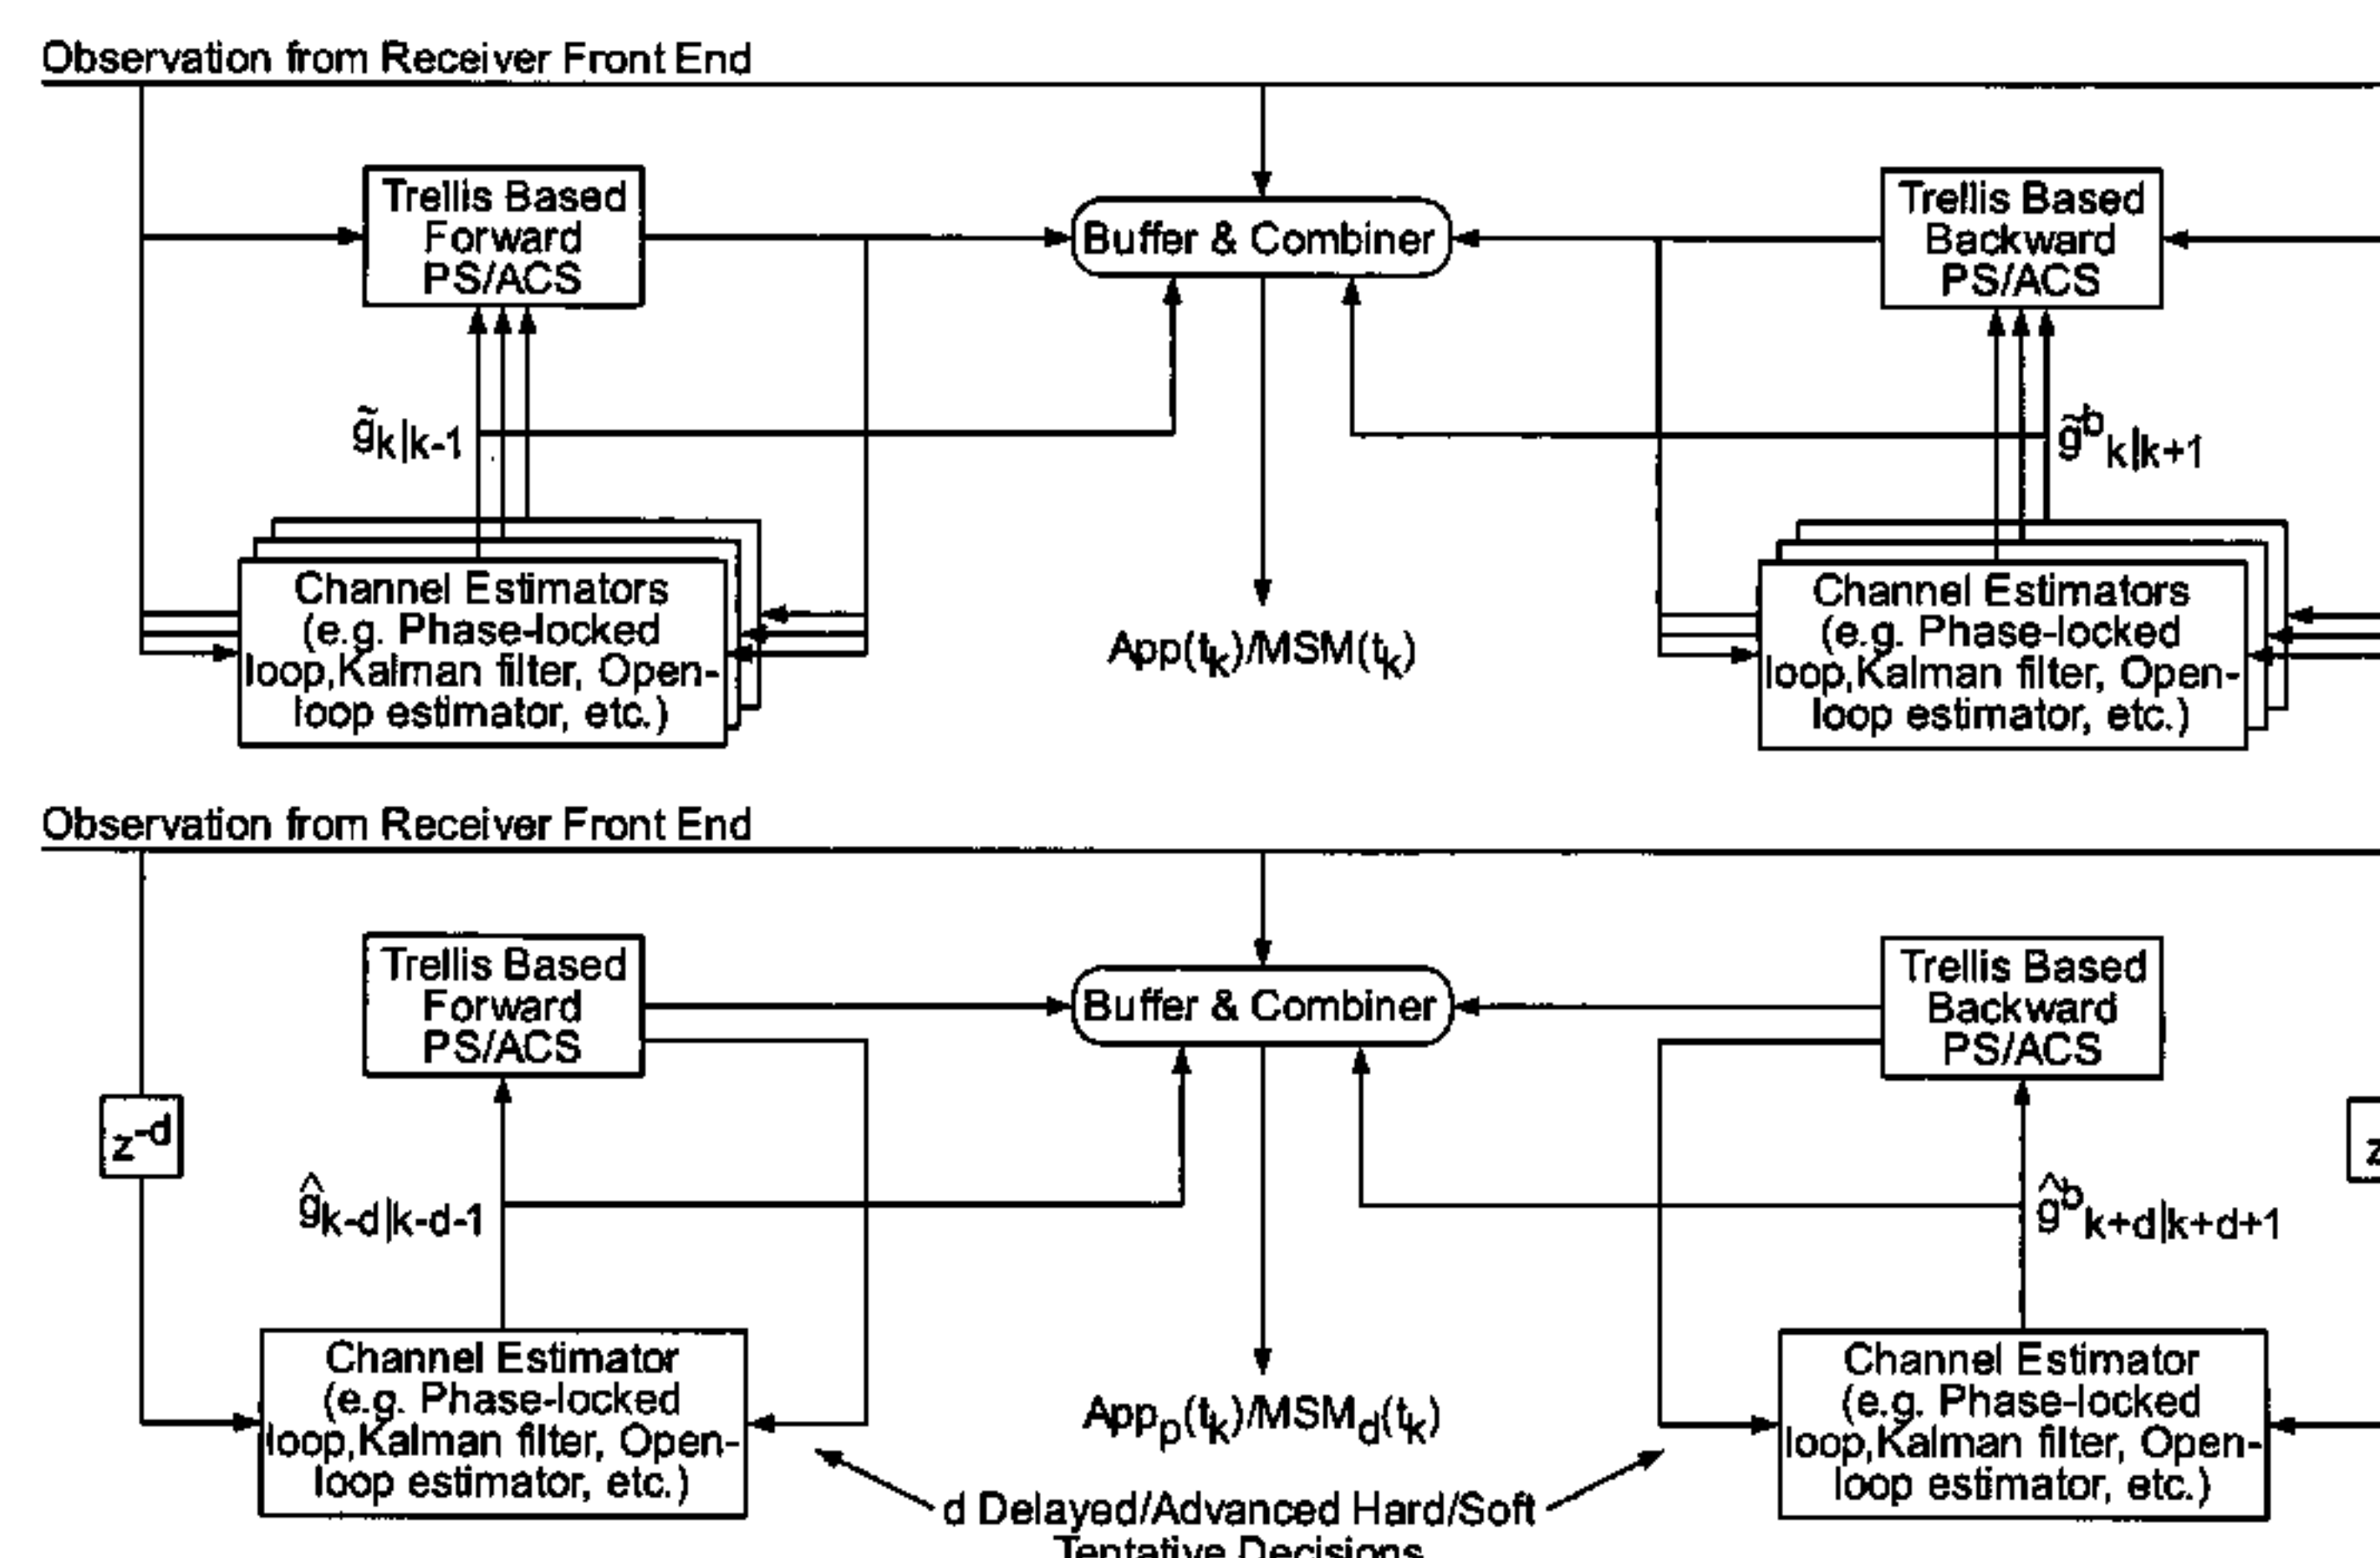 Observation from Receiver Front End
Trellis Based
Forward
PS/ACS
Buffer & Combiner
Trellis Based
Backward
PS/ACS
g̃k|k-1
g̃b k|k+1
Channel Estimators
(e.g. Phase-locked
loop,Kalman filter, Open-
loop estimator, etc.)
App(tk)/MSM(tk)
Channel Estimators
(e.g. Phase-locked
loop,Kalman filter, Open-
loop estimator, etc.)
Observation from Receiver Front End
Trellis Based
Forward
PS/ACS
Buffer & Combiner
Trellis Based
Backward
PS/ACS
z-d
z
ĝk-d|k-d-1
ĝb k+d|k+d+1
Channel Estimator
(e.g. Phase-locked
loop,Kalman filter, Open-
loop estimator, etc.)
Appp(tk)/MSMd(tk)
Channel Estimator
(e.g. Phase-locked
loop,Kalman filter, Open-
loop estimator, etc.)
d Delayed/Advanced Hard/Soft
Tentative Decisions